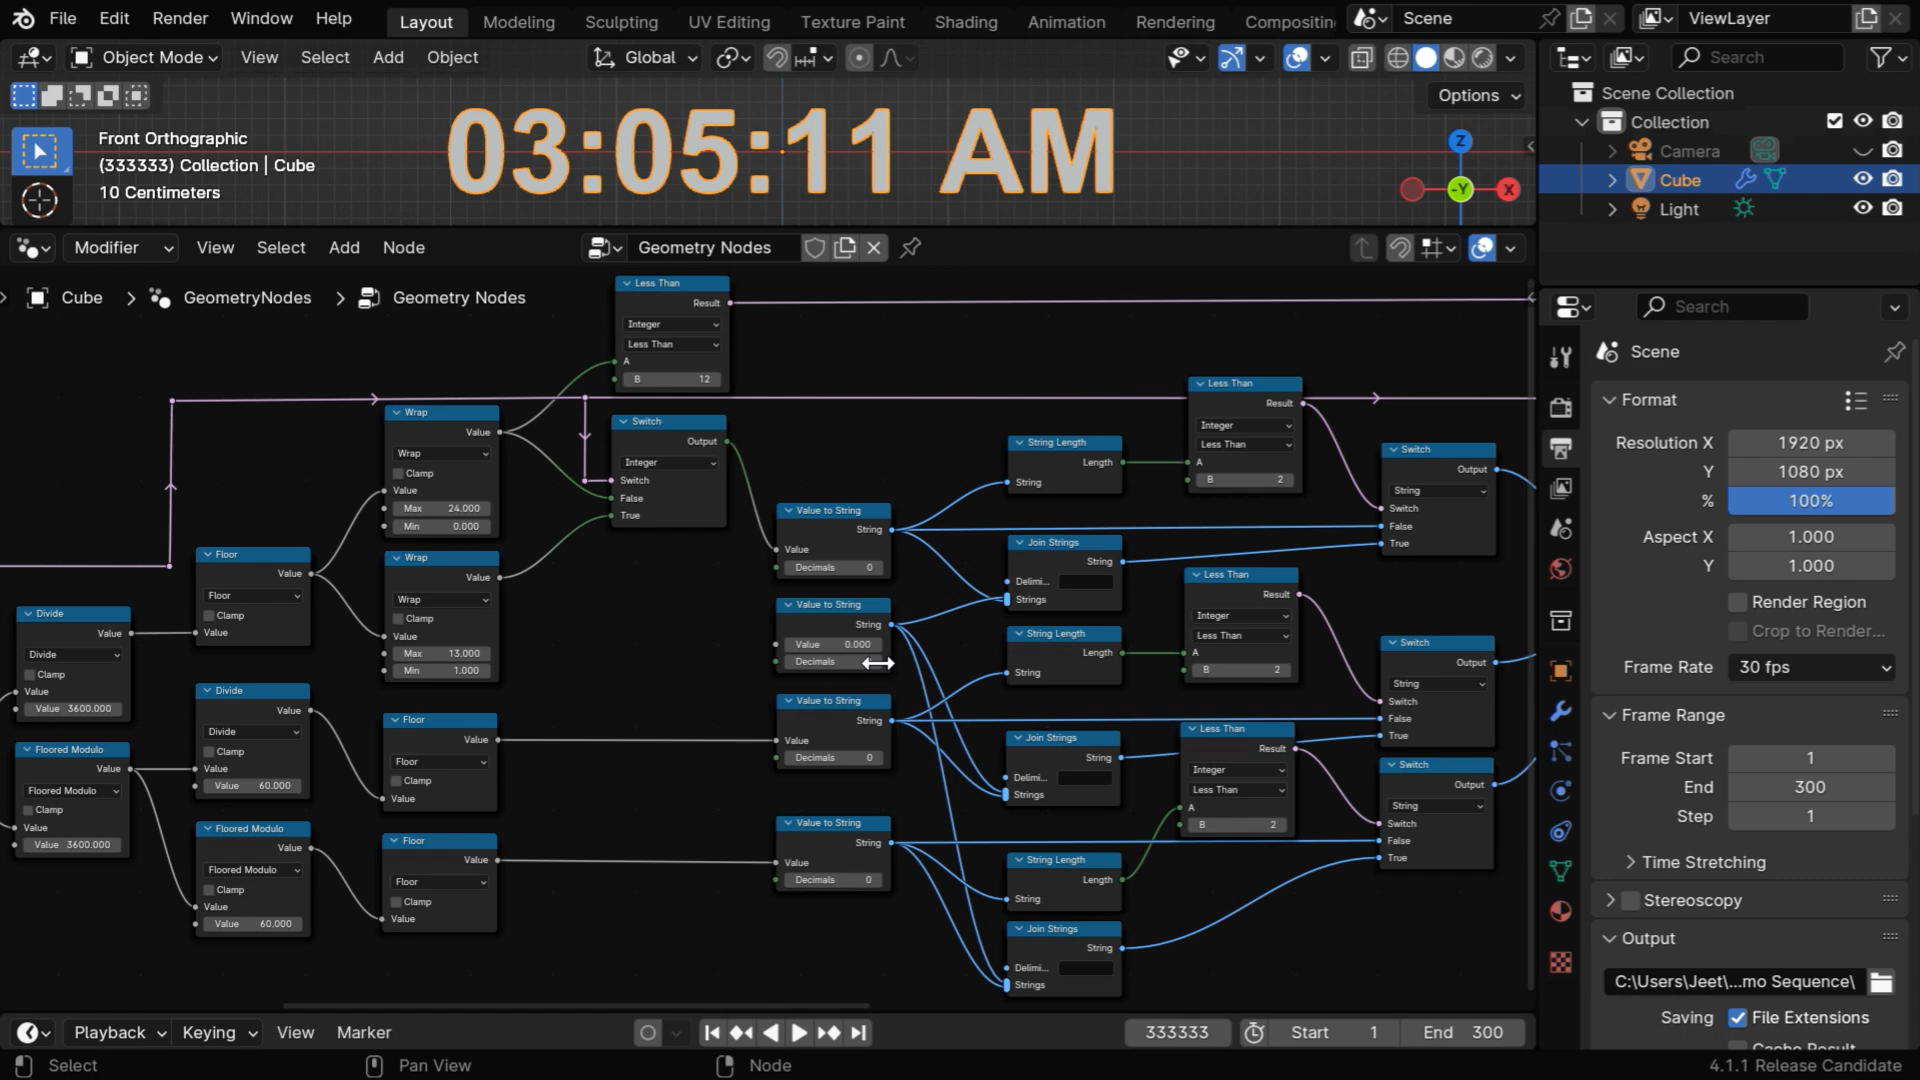 File Edit Render Window Help Layout Modeling Sculpting UV Editing Texture Paint Shading Animation Rendering Compositin Scene ViewLayer
Object Mode View Select Add Object Global Search
Options
03:05:11 AM
Front Orthographic
(333333) Collection | Cube
10 Centimeters
Z
-Y
X
Scene Collection
Collection
Camera
Cube
Light
Modifier View Select Add Node Geometry Nodes
Cube > GeometryNodes > Geometry Nodes
Less Than
Result
Integer
Less Than
A
B 12
Wrap
Value
Wrap
Clamp
Value
Max 24.000
Min 0.000
Switch
Output
Integer
Switch
False
True
Floor
Value
Floor
Clamp
Value
Wrap
Value
Wrap
Clamp
Value
Max 13.000
Min 1.000
Divide
Value
Divide
Clamp
Value
Value 3600.000
Floored Modulo
Value
Floored Modulo
Clamp
Value
Value 3600.000
Divide
Value
Divide
Clamp
Value
Value 60.000
Floored Modulo
Value
Floored Modulo
Clamp
Value
Value 60.000
Floor
Value
Floor
Clamp
Value
Floor
Value
Floor
Clamp
Value
Value to String
String
Value
Decimals 0
Value to String
String
Value 0.000
Decimals
Value to String
String
Value
Decimals 0
Value to String
String
Value
Decimals 0
String Length
Length
String
Join Strings
String
Delimi...
Strings
String Length
Length
String
Join Strings
String
Delimi...
Strings
String Length
Length
String
Join Strings
String
Delimi...
Strings
Less Than
Result
Integer
Less Than
A
B 2
Less Than
Result
Integer
Less Than
A
B 2
Less Than
Result
Integer
Less Than
A
B 2
Switch
Output
String
Switch
False
True
Switch
Output
String
Switch
False
True
Switch
Output
String
Switch
False
True
Search
Scene
Format
Resolution X 1920 px
Y 1080 px
% 100%
Aspect X 1.000
Y 1.000
Render Region
Crop to Render...
Frame Rate 30 fps
Frame Range
Frame Start 1
End 300
Step 1
Time Stretching
Stereoscopy
Output
C:\Users\Jeet\...mo Sequence\
Saving File Extensions
Cache Result
Playback Keying View Marker 333333 Start 1 End 300
Select Pan View Node 4.1.1 Release Candidate